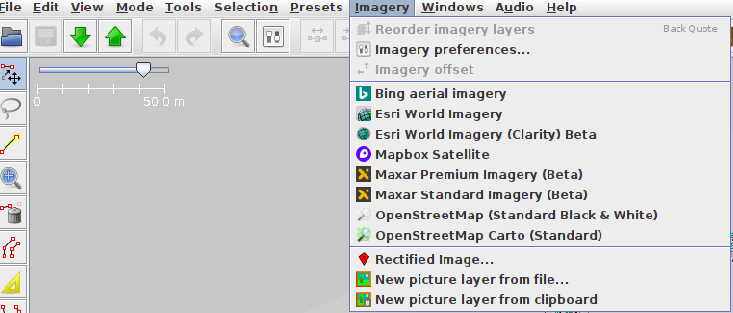 File Edit View Mode Tools Selection Presets Imagery Windows Audio Help
Reorder imagery layers Back Quote
Imagery preferences...
Imagery offset
0 50 0 m
Bing aerial imagery
Esri World Imagery
Esri World Imagery (Clarity) Beta
Mapbox Satellite
Maxar Premium Imagery (Beta)
Maxar Standard Imagery (Beta)
OpenStreetMap (Standard Black & White)
OpenStreetMap Carto (Standard)
Rectified Image...
New picture layer from file...
New picture layer from clipboard